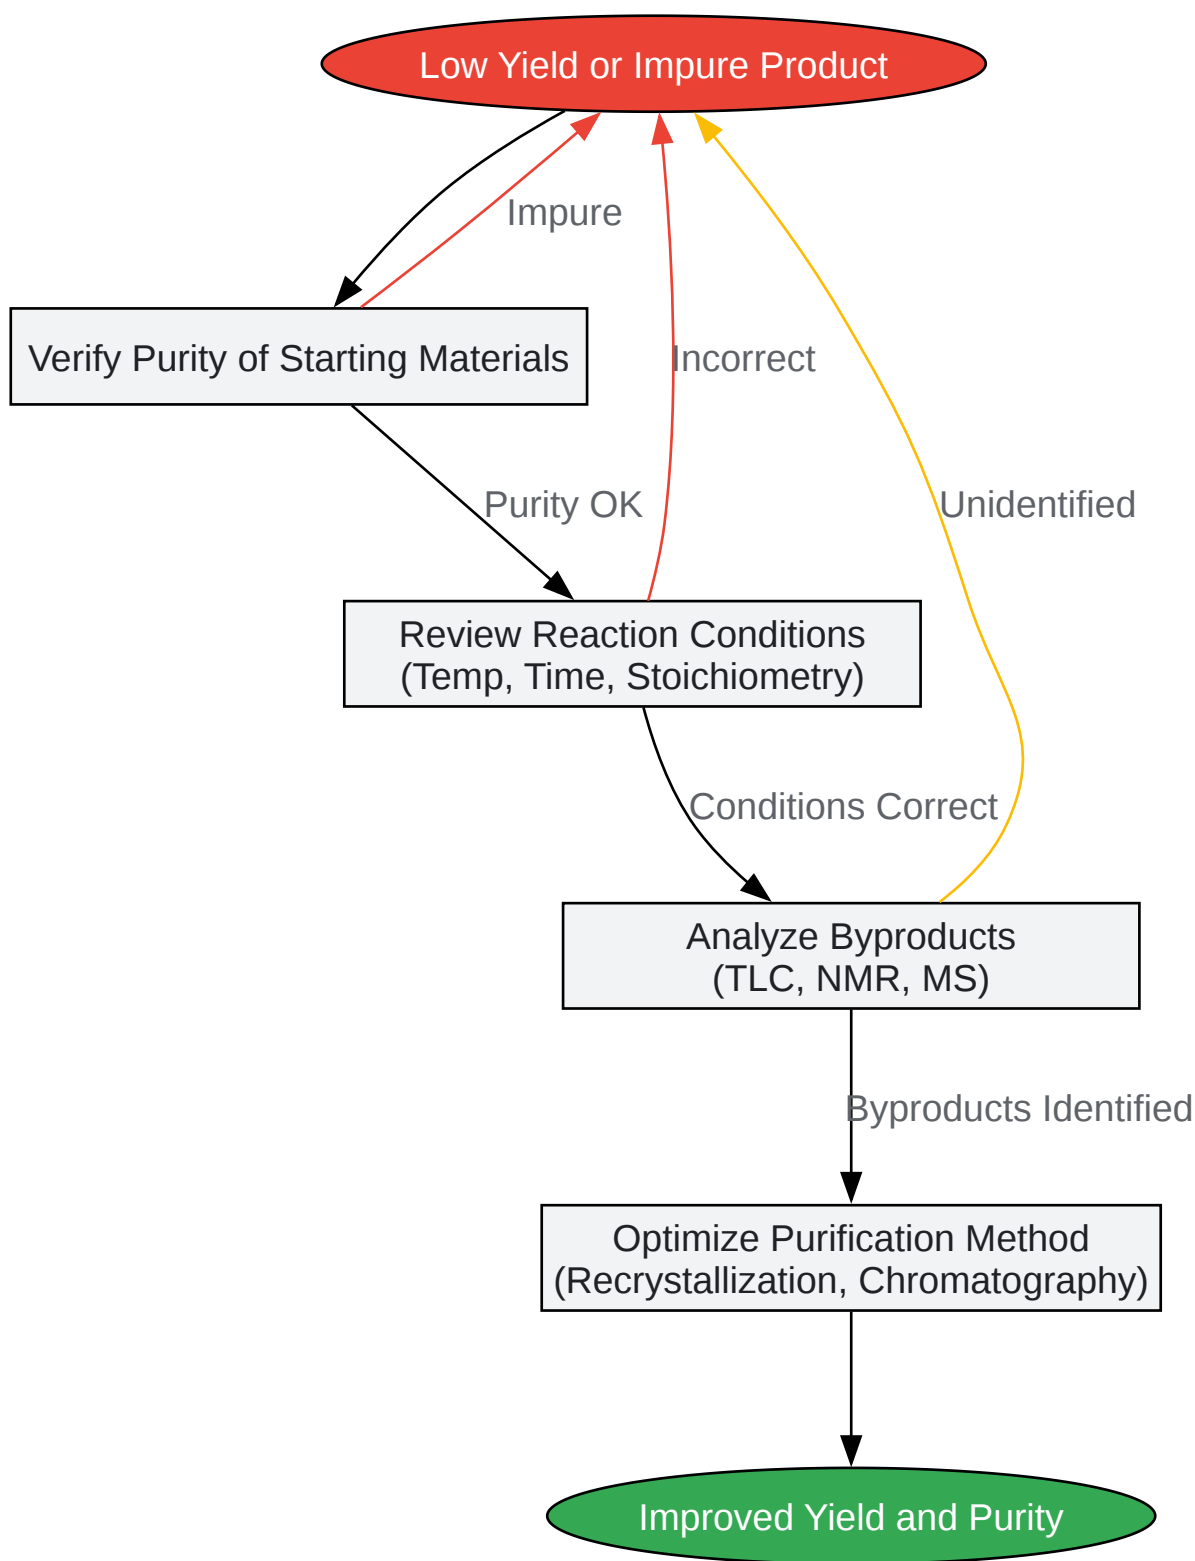 Low Yield or Impure Product
Impure
Verify Purity of Starting Materials
Incorrect
Purity OK
Unidentified
Review Reaction Conditions
(Temp, Time, Stoichiometry)
Conditions Correct
Analyze Byproducts
(TLC, NMR, MS)
Byproducts Identified
Optimize Purification Method
(Recrystallization, Chromatography)
Improved Yield and Purity